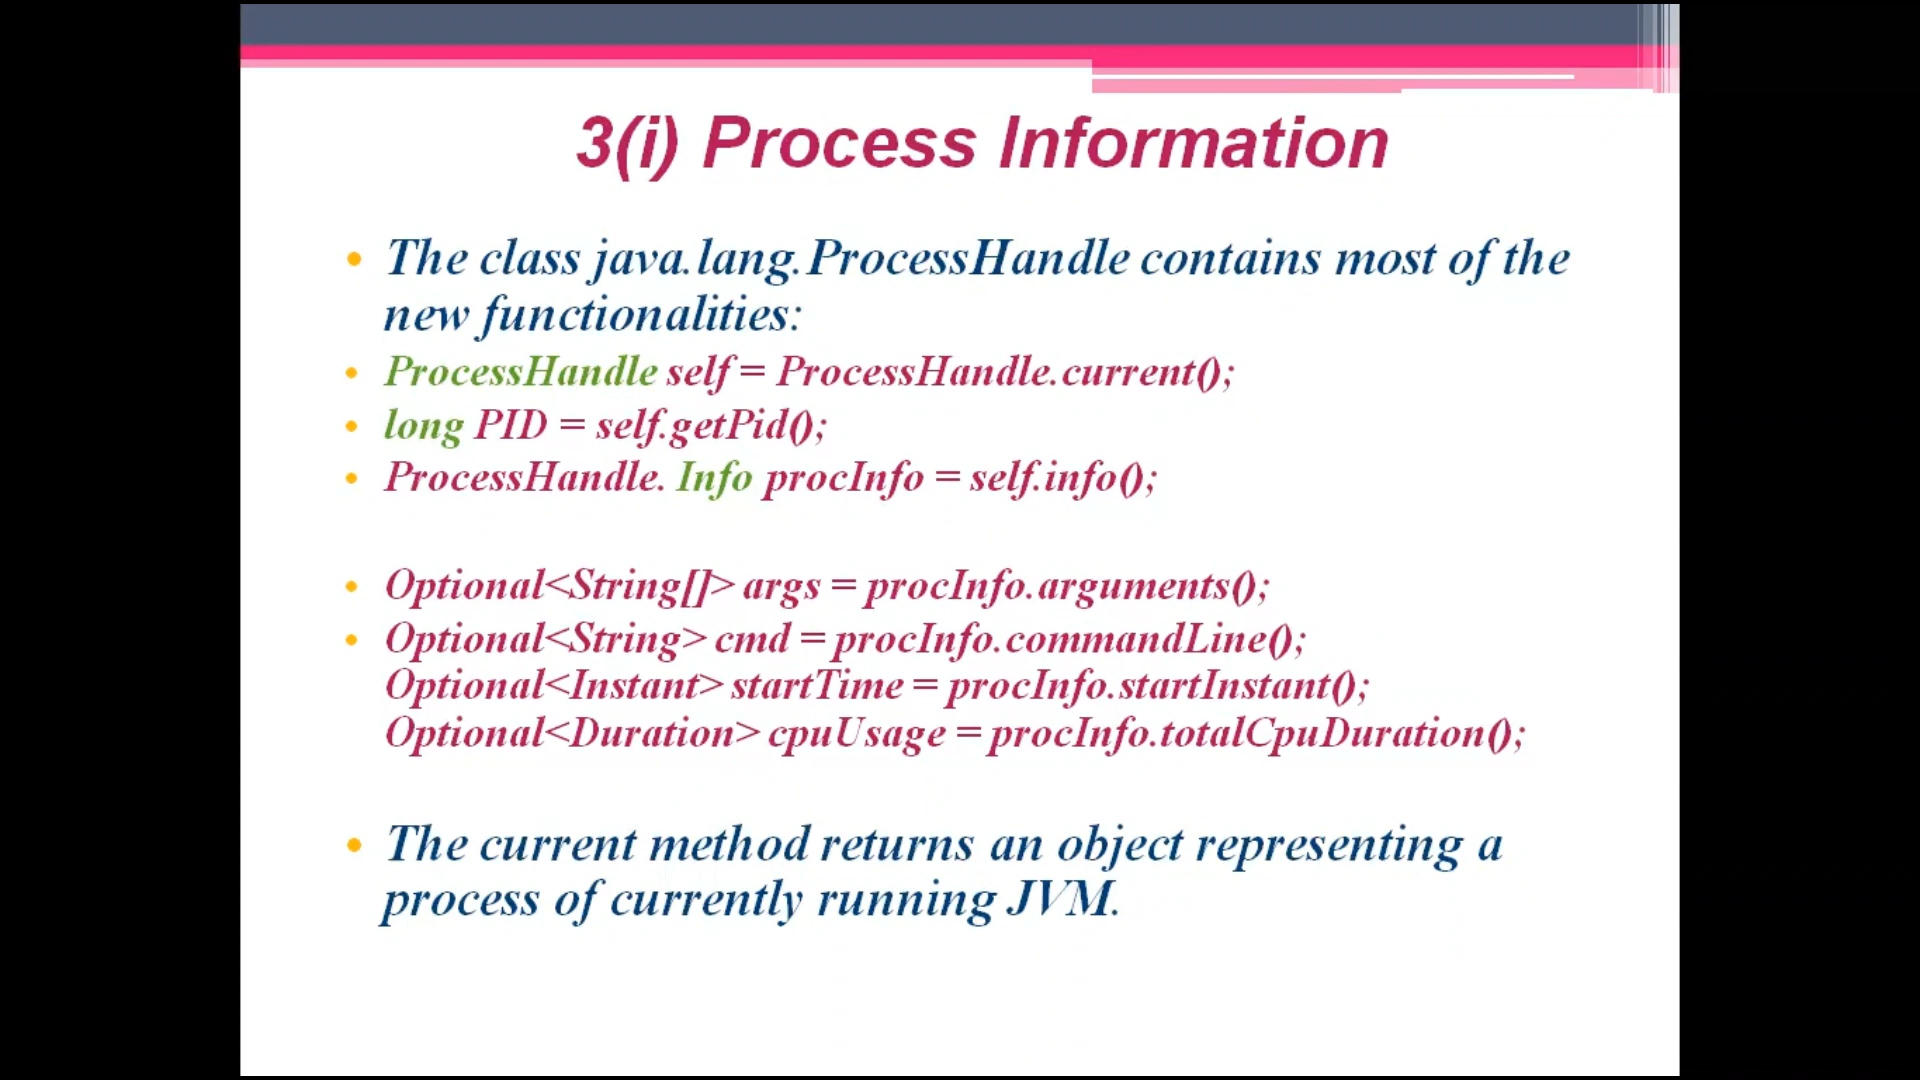 3(i) Process Information
• The class java.lang.ProcessHandle contains most of the
new functionalities:
• ProcessHandle self = ProcessHandle.current();
• long PID = self.getPid();
• ProcessHandle. Info procInfo = self.info();
• Optional<String[]> args = procInfo.arguments();
• Optional<String> cmd = procInfo.commandLine();
Optional<Instant> startTime = procInfo.startInstant();
Optional<Duration> cpuUsage = procInfo.totalCpuDuration();
• The current method returns an object representing a
process of currently running JVM.